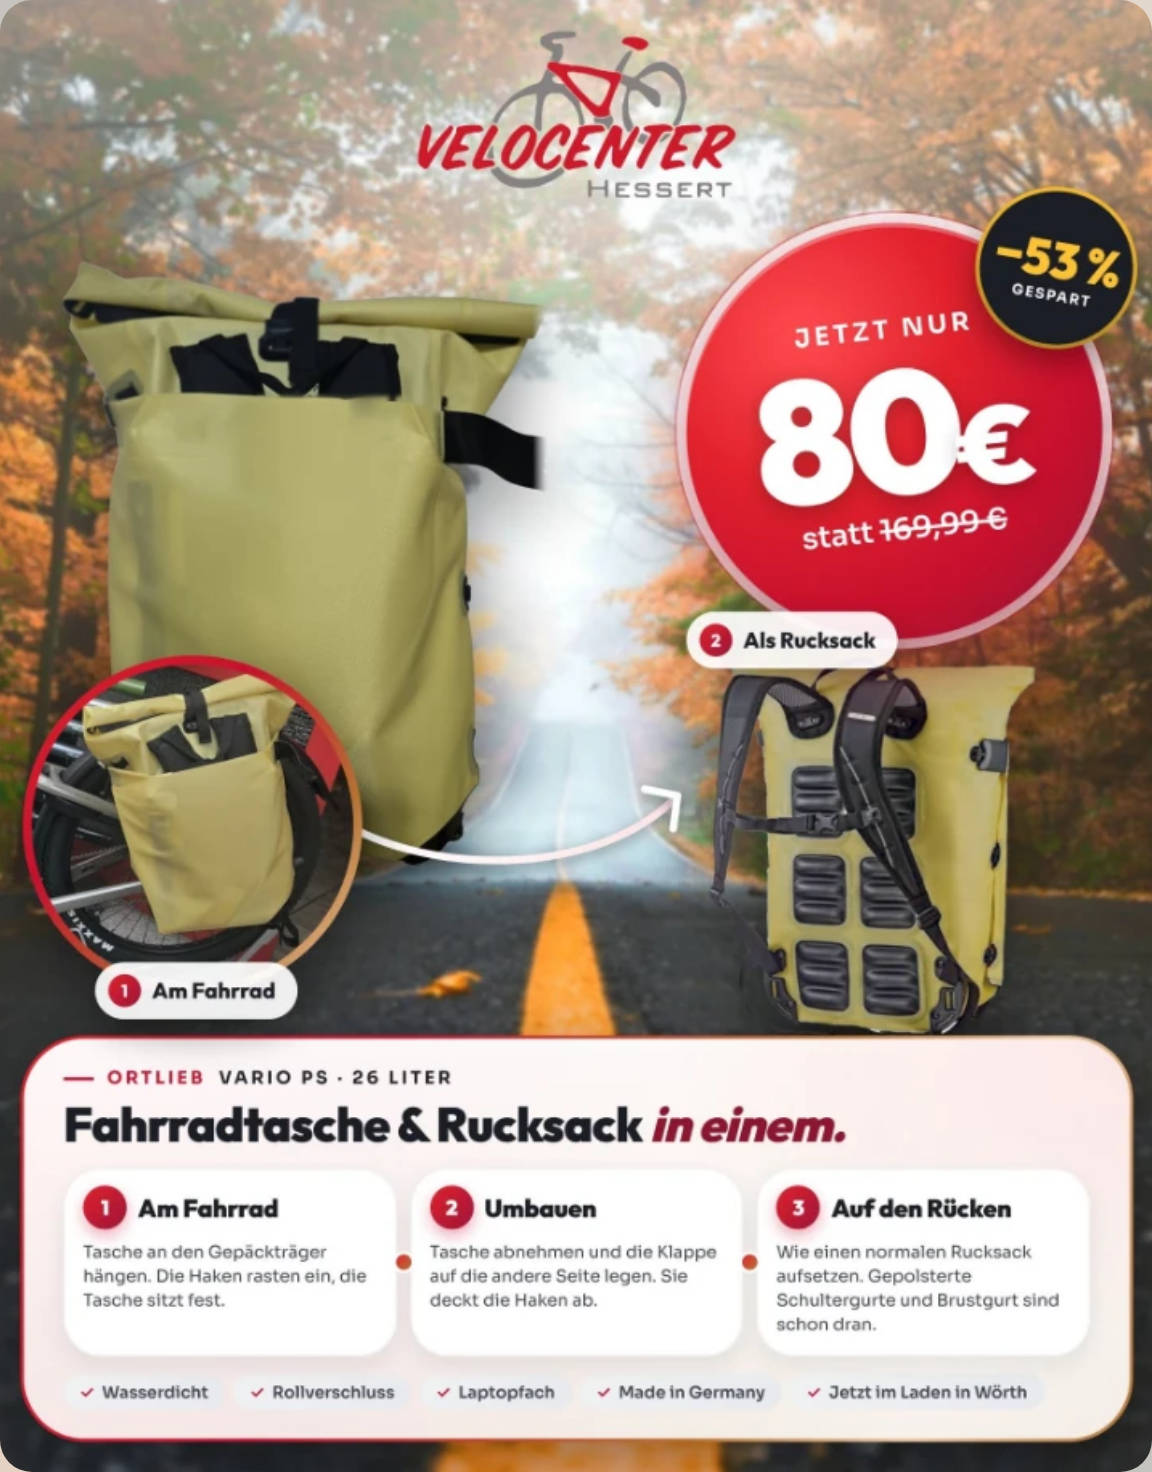 VELOCENTER
HESSERT
–53 %
GESPART
JETZT NUR
80€
statt 169,99 €
2 Als Rucksack
MAXXIS
1 Am Fahrrad
ORTLIEB VARIO PS · 26 LITER
Fahrradtasche & Rucksack in einem.
1 Am Fahrrad
Tasche an den Gepäckträger
hängen. Die Haken rasten ein, die
Tasche sitzt fest.
2 Umbauen
Tasche abnehmen und die Klappe
auf die andere Seite legen. Sie
deckt die Haken ab.
3 Auf den Rücken
Wie einen normalen Rucksack
aufsetzen. Gepolsterte
Schultergurte und Brustgurt sind
schon dran.
✓ Wasserdicht ✓ Rollverschluss ✓ Laptopfach ✓ Made in Germany ✓ Jetzt im Laden in Wörth